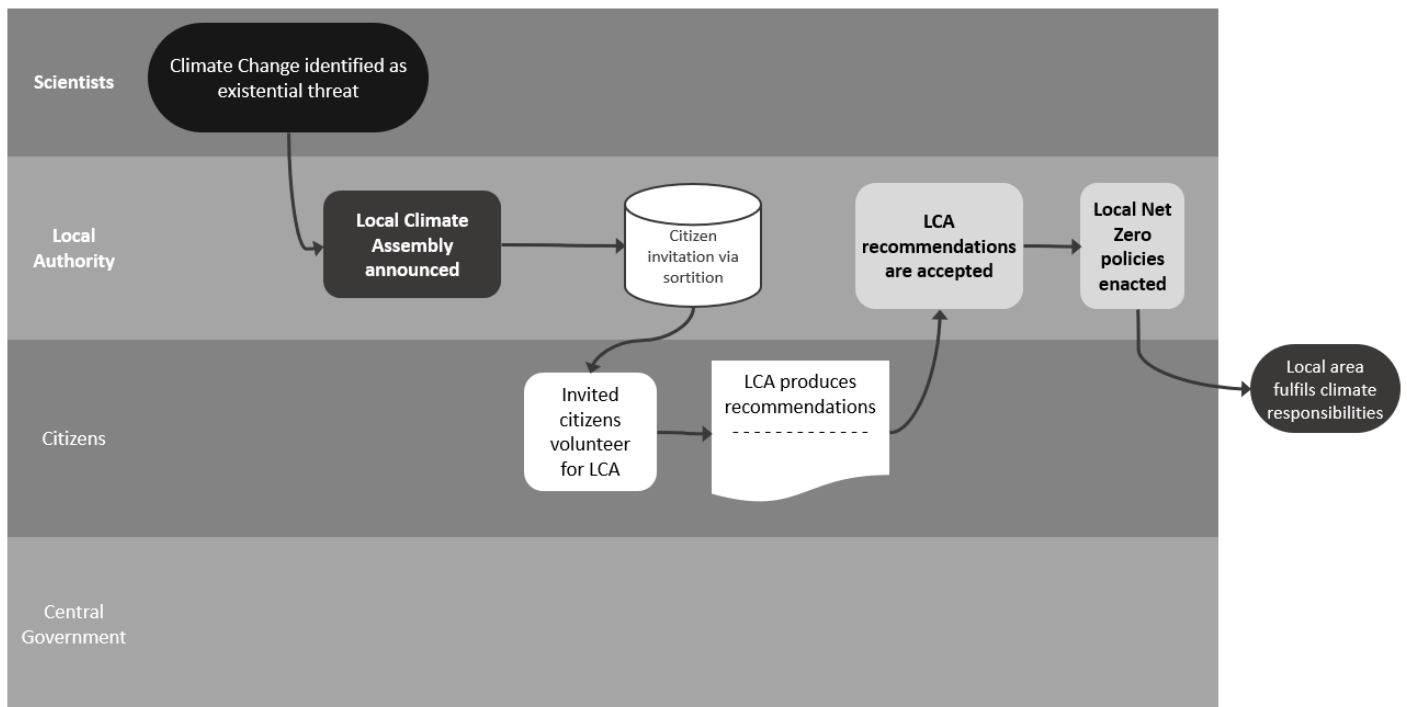 Scientists
Climate Change identified as
existential threat
Local
Authority
Local Climate
Assembly
announced
Citizen
invitation via
sortition
LCA
recommendations
are accepted
Local Net
Zero
policies
enacted
Citizens
Invited
citizens
volunteer
for LCA
LCA produces
recommendations
Local area
fulfils climate
responsibilities
Central
Government